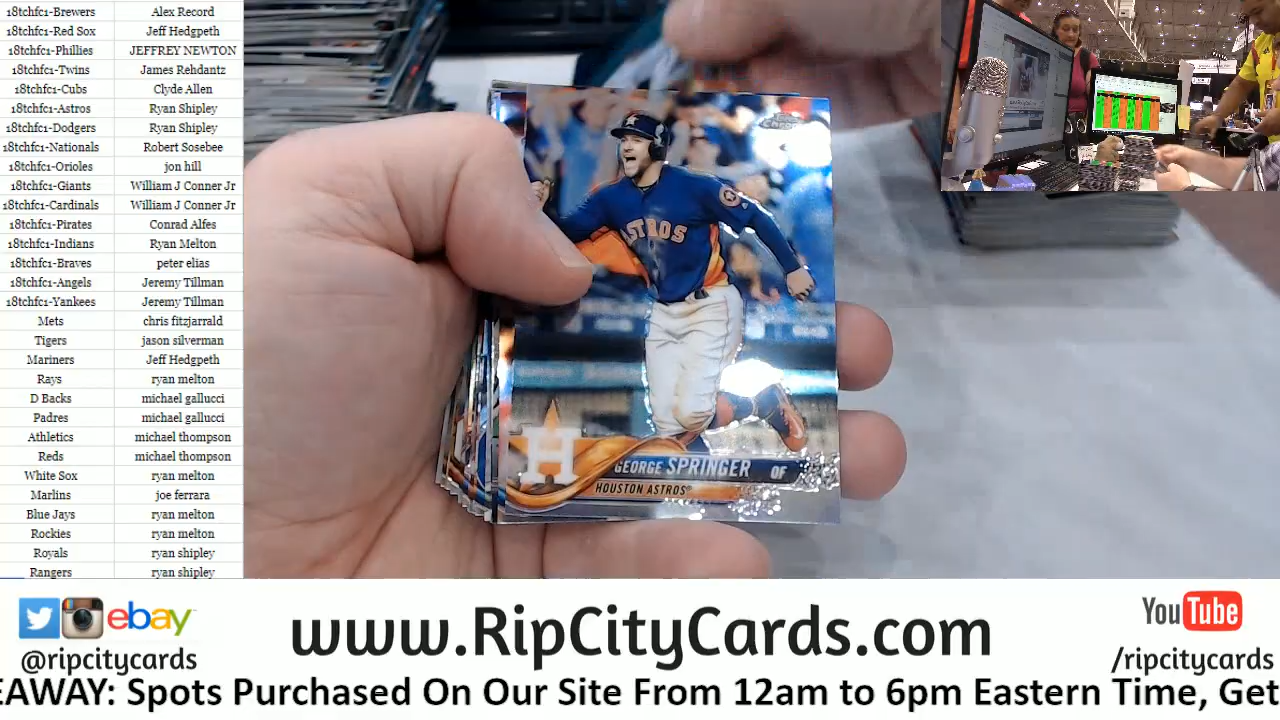 18tchfc1-Brewers Alex Record
18tchfc1-Red Sox Jeff Hedgpeth
18tchfc1-Phillies JEFFREY NEWTON
18tchfc1-Twins James Rehdantz
18tchfc1-Cubs Clyde Allen
18tchfc1-Astros Ryan Shipley
18tchfc1-Dodgers Ryan Shipley
18tchfc1-Nationals Robert Sosebee
18tchfc1-Orioles jon hill
18tchfc1-Giants William J Conner Jr
18tchfc1-Cardinals William J Conner Jr
18tchfc1-Pirates Conrad Alfes
18tchfc1-Indians Ryan Melton
18tchfc1-Braves peter elias
18tchfc1-Angels Jeremy Tillman
18tchfc1-Yankees Jeremy Tillman
Mets chris fitzjarrald
Tigers jason silverman
Mariners Jeff Hedgpeth
Rays ryan melton
D Backs michael gallucci
Padres michael gallucci
Athletics michael thompson
Reds michael thompson
White Sox ryan melton
Marlins joe ferrara
Blue Jays ryan melton
Rockies ryan melton
Royals ryan shipley
Rangers ryan shipley
ASTROS
H
GEORGE SPRINGER OF
HOUSTON ASTROS®
ebay
@ripcitycards
www.RipCityCards.com
YouTube
/ripcitycards
EAWAY: Spots Purchased On Our Site From 12am to 6pm Eastern Time, Get